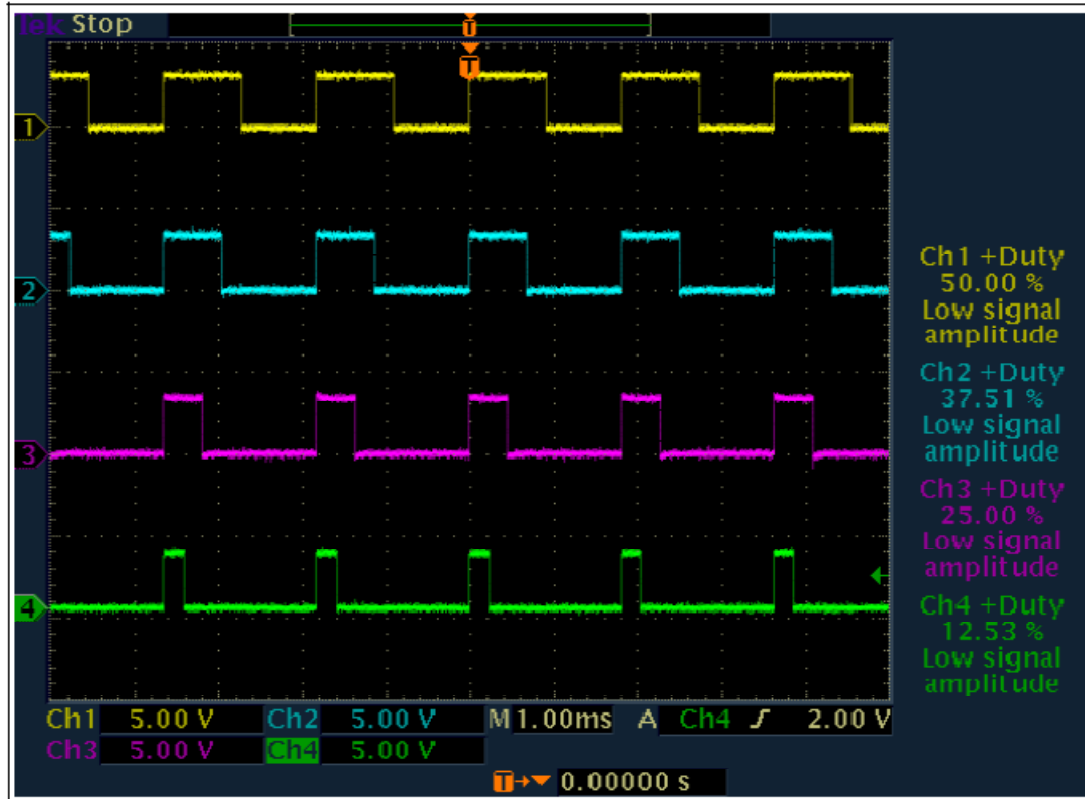 Tek Stop
T
T
1
2
3
4
Ch1 +Duty
50.00 %
Low signal
amplitude
Ch2 +Duty
37.51 %
Low signal
amplitude
Ch3 +Duty
25.00 %
Low signal
amplitude
Ch4 +Duty
12.53 %
Low signal
amplitude
Ch1 5.00 V Ch2 5.00 V M 1.00ms A Ch4 2.00 V
Ch3 5.00 V Ch4 5.00 V
T 0.00000 s